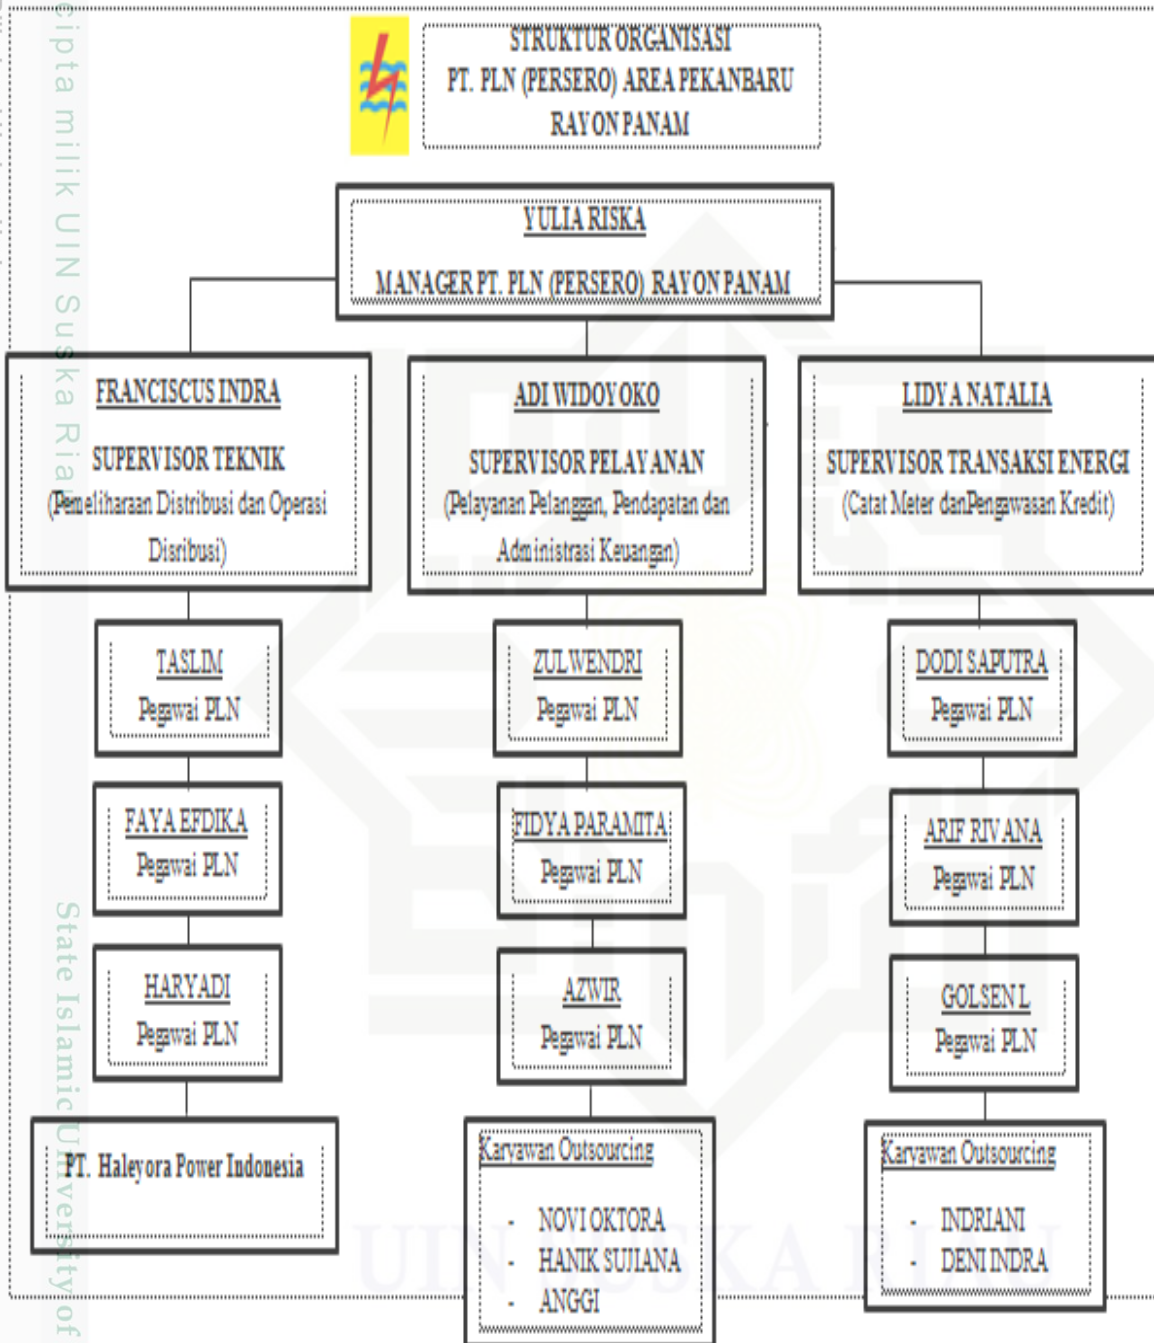 STRUKTUR ORGANISASI
PT. PLN (PERSERO) AREA PEKANBARU
RAYON PANAM
YULIA RISKA
MANAGER PT. PLN (PERSERO) RAYON PANAM
FRANCISCUS INDRA
SUPERVISOR TEKNIK
(Pemeliharaan Distribusi dan Operasi
Disribusi)
ADI WIDOYOKO
SUPERVISOR PELAYANAN
(Pelayanan Pelanggan, Pendapatan dan
Administrasi Keuangan)
LIDYA NATALIA
SUPERVISOR TRANSAKSI ENERGI
(Catat Meter danPengawasan Kredit)
TASLIM
Pegawai PLN
ZULWENDRI
Pegawai PLN
DODI SAPUTRA
Pegawai PLN
FAYA EFDIKA
Pegawai PLN
FIDYA PARAMITA
Pegawai PLN
ARIF RIVANA
Pegawai PLN
HARYADI
Pegawai PLN
AZWIR
Pegawai PLN
GOLSEN L
Pegawai PLN
PT. Haleyora Power Indonesia
Karyawan Outsourcing
- NOVI OKTORA
- HANIK SUJIANA
- ANGGI
Karyawan Outsourcing
- INDRIANI
- DENI INDRA
cipta milik UIN Suska Riau
State Islamic University of
UIN SUSKA RIAU